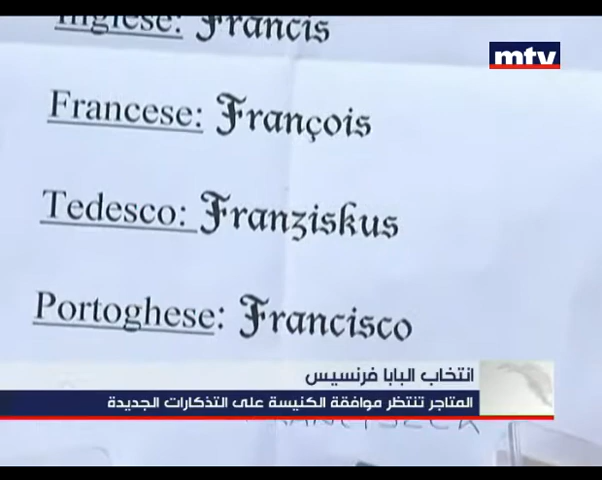 Inglese: Francis
mtv
Francese: François
Tedesco: Franziskus
Portoghese: Francisco
انتخاب البابا فرنسيس
المتاجر تنتظر موافقة الكنيسة على التذكارات الجديدة